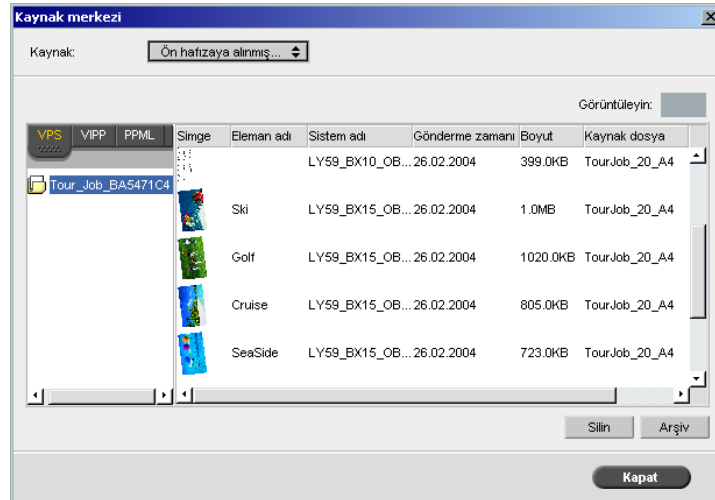 Kaynak merkezi
Kaynak: Ön hafızaya alınmış...
Görüntüleyin:
VPS VIPP PPML
Simge Eleman adı Sistem adı Gönderme zamanı Boyut Kaynak dosya
LY59_BX10_OB... 26.02.2004 399.0KB TourJob_20_A4
Tour_Job_BA5471C4
Ski LY59_BX15_OB... 26.02.2004 1.0MB TourJob_20_A4
Golf LY59_BX15_OB... 26.02.2004 1020.0KB TourJob_20_A4
Cruise LY59_BX15_OB... 26.02.2004 805.0KB TourJob_20_A4
SeaSide LY59_BX15_OB... 26.02.2004 723.0KB TourJob_20_A4
Silin Arşiv
Kapat